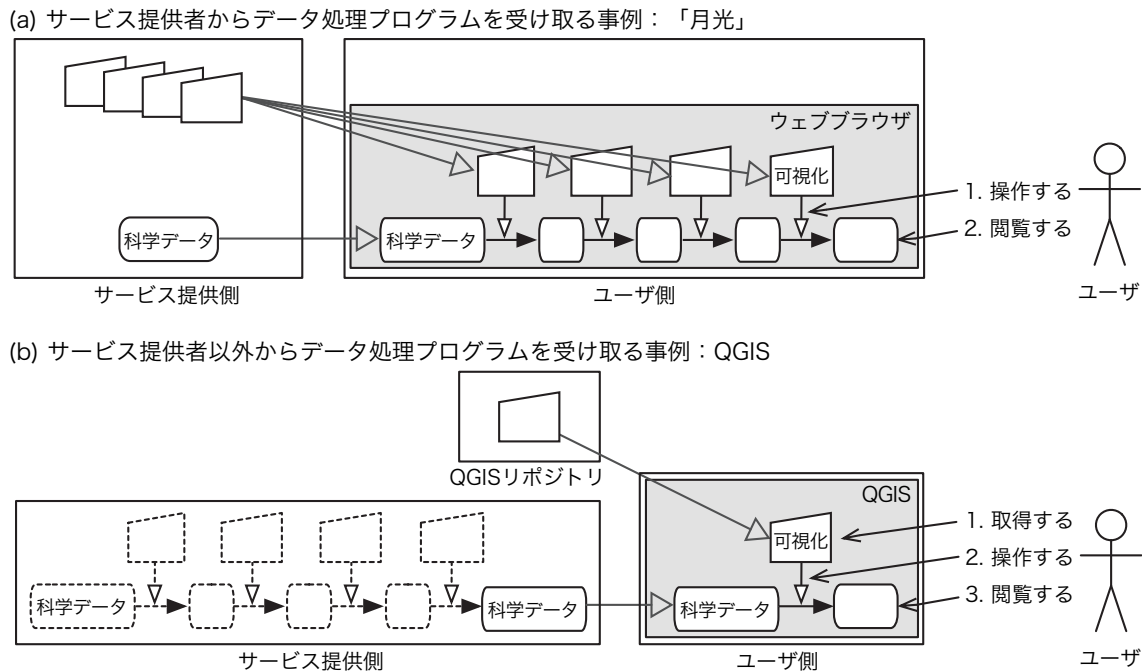 (a) サービス提供者からデータ処理プログラムを受け取る事例：「月光」
ウェブブラウザ
可視化
1. 操作する
科学データ
科学データ
2. 閲覧する
サービス提供側
ユーザ側
ユーザ
(b) サービス提供者以外からデータ処理プログラムを受け取る事例：QGIS
QGISリポジトリ
QGIS
1. 取得する
可視化
2. 操作する
科学データ
科学データ
科学データ
3. 閲覧する
サービス提供側
ユーザ側
ユーザ